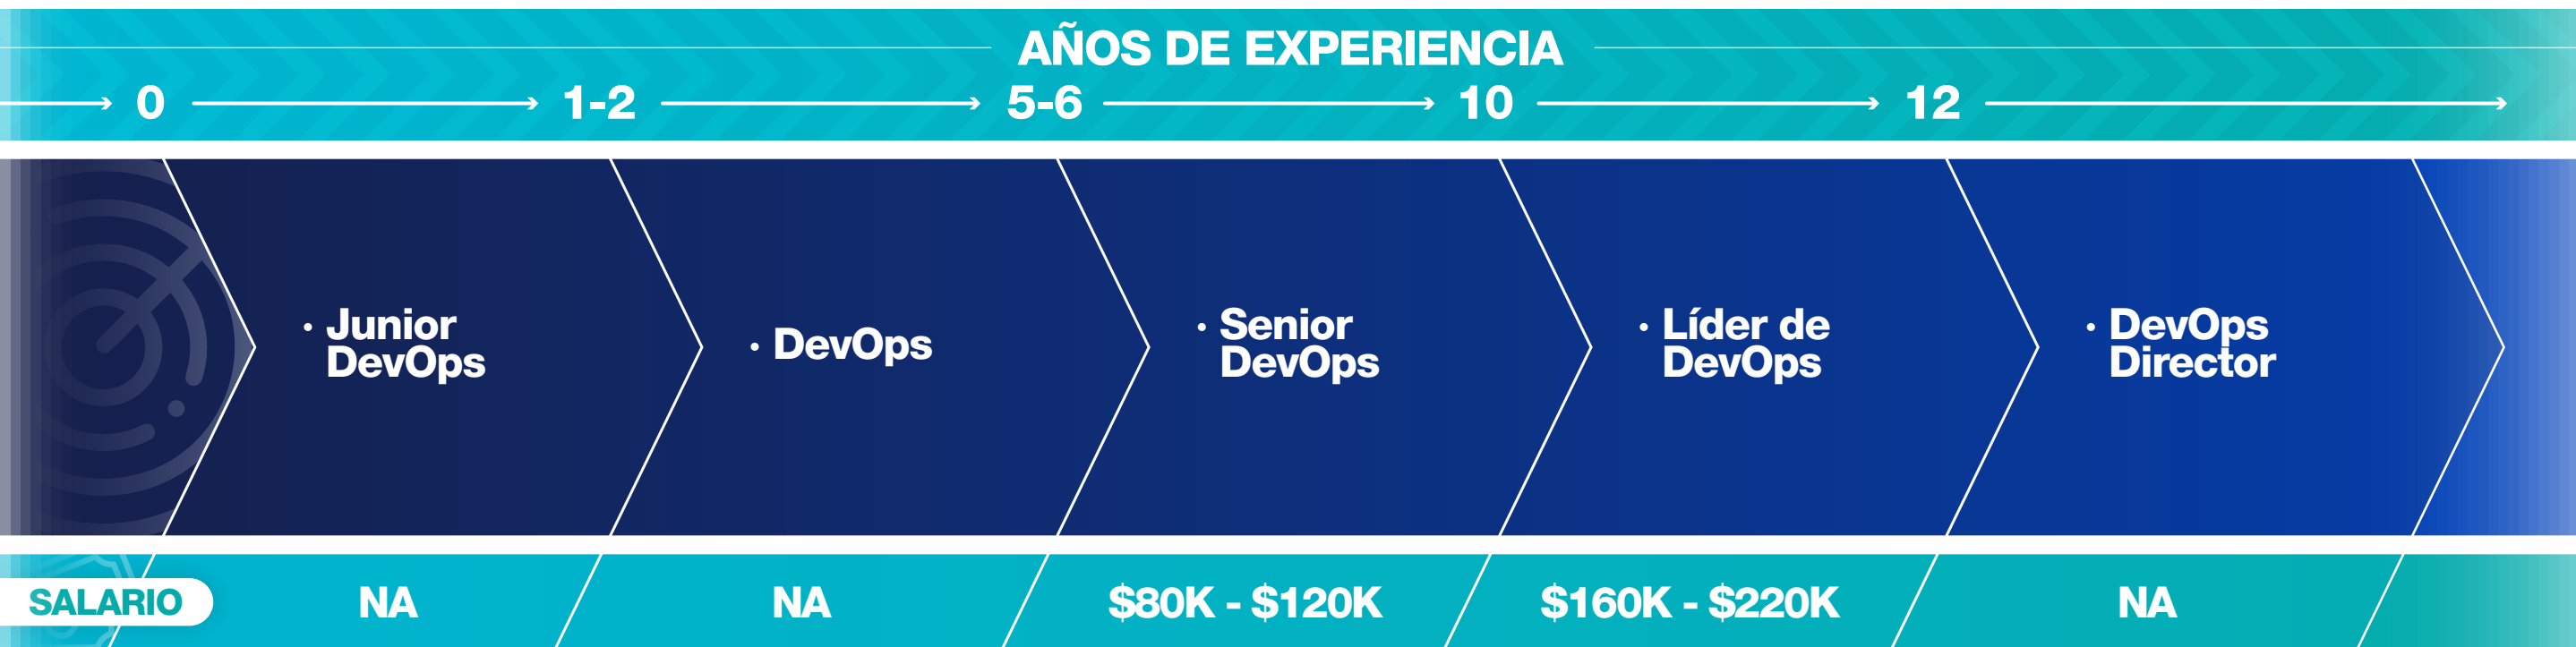 AÑOS DE EXPERIENCIA
0 1-2 5-6 10 12
• Junior
DevOps
• DevOps
• Senior
DevOps
• Líder de
DevOps
• DevOps
Director
SALARIO NA NA $80K - $120K $160K - $220K NA